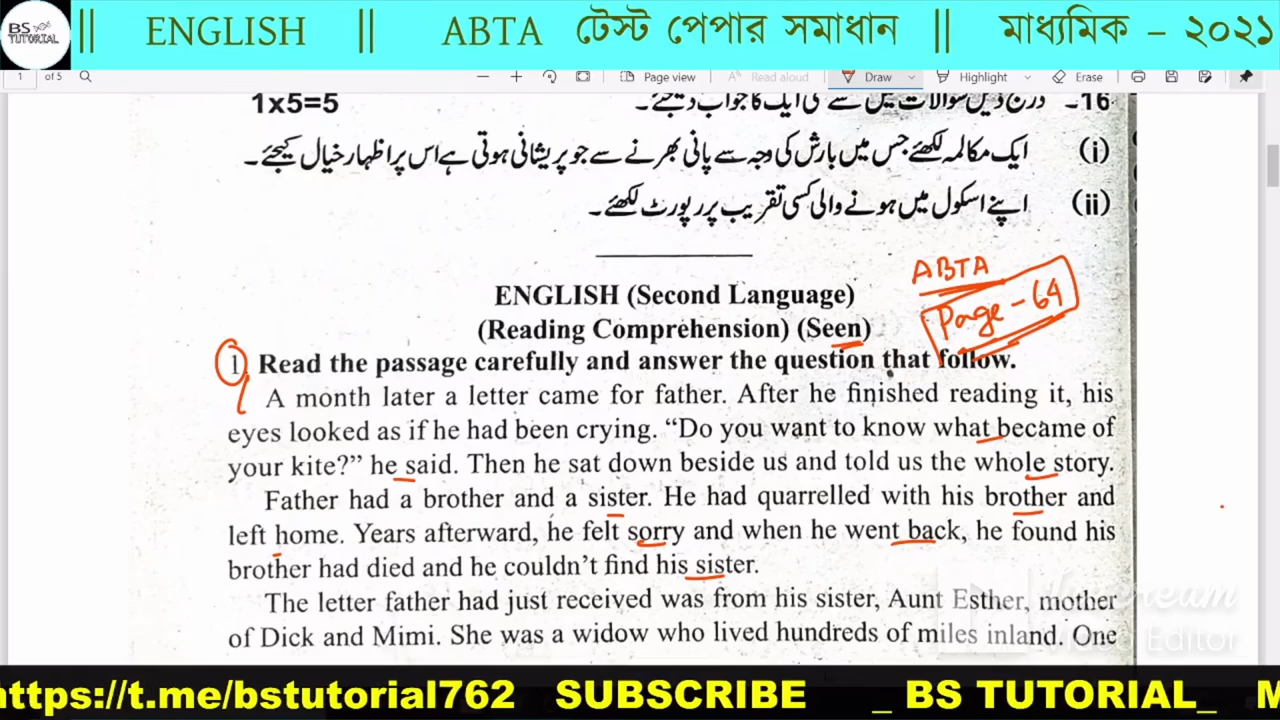 BS TUTORIAL || ENGLISH || ABTA টেস্ট পেপার সমাধান || মাধ্যমিক – ২০২১
1 of 5 Page view Read aloud Draw Highlight Erase
1x5=5
16۔ درج ذیل سوالات میں سے کسی ایک کا جواب دیجئے۔
(i) ایک مکالمہ لکھئے جس میں بارش کی وجہ سے پانی بھرنے سے جو پریشانی ہوتی ہے اس پر اظہار خیال کیجئے۔
(ii) اپنے اسکول میں ہونے والی کسی تقریب پر رپورٹ لکھئے۔
ABTA
Page - 64
ENGLISH (Second Language)
(Reading Comprehension) (Seen)
1 Read the passage carefully and answer the question that follow.
A month later a letter came for father. After he finished reading it, his
eyes looked as if he had been crying. “Do you want to know what became of
your kite?” he said. Then he sat down beside us and told us the whole story.
Father had a brother and a sister. He had quarrelled with his brother and
left home. Years afterward, he felt sorry and when he went back, he found his
brother had died and he couldn’t find his sister.
The letter father had just received was from his sister, Aunt Esther, mother
of Dick and Mimi. She was a widow who lived hundreds of miles inland. One
Video Editor
https://t.me/bstutorial762 SUBSCRIBE _ BS TUTORIAL_ M